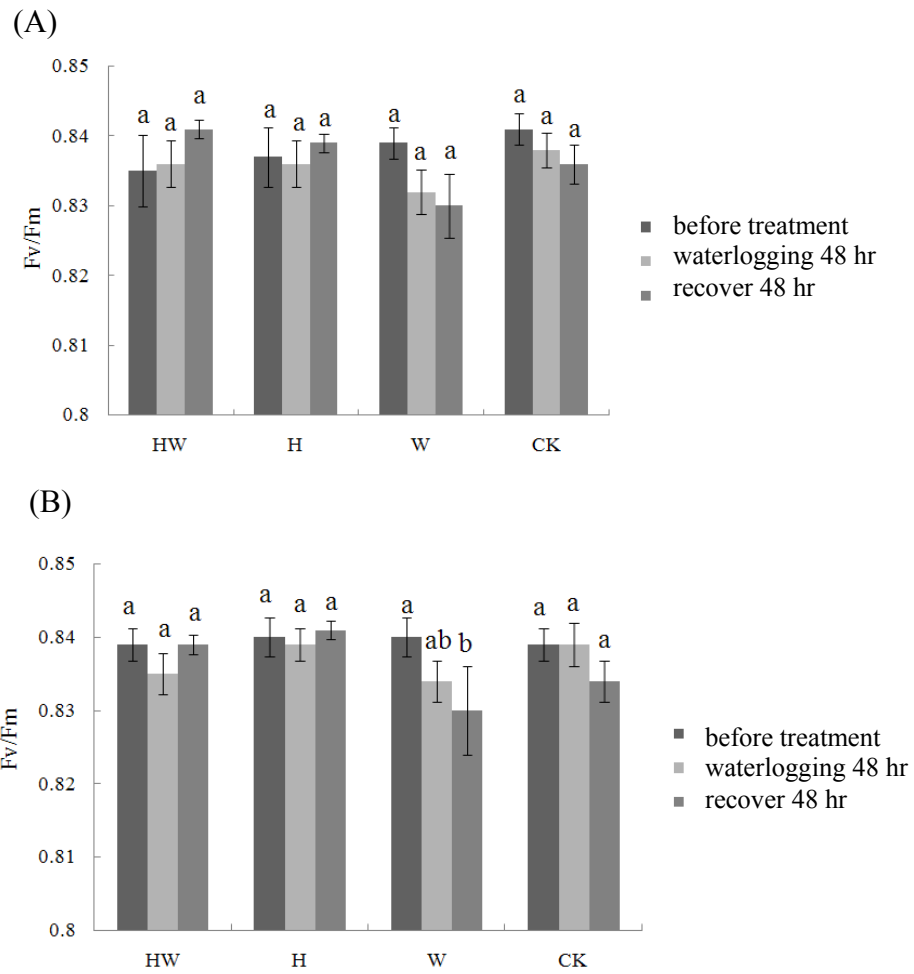 (A)
0.85
a a a
a a a
a a a
a a a
0.84
0.83
0.82
0.81
0.8
Fv/Fm
HW H W CK
before treatment
waterlogging 48 hr
recover 48 hr
(B)
0.85
a a a
a a a
a ab b
a a a
0.84
0.83
0.82
0.81
0.8
Fv/Fm
HW H W CK
before treatment
waterlogging 48 hr
recover 48 hr